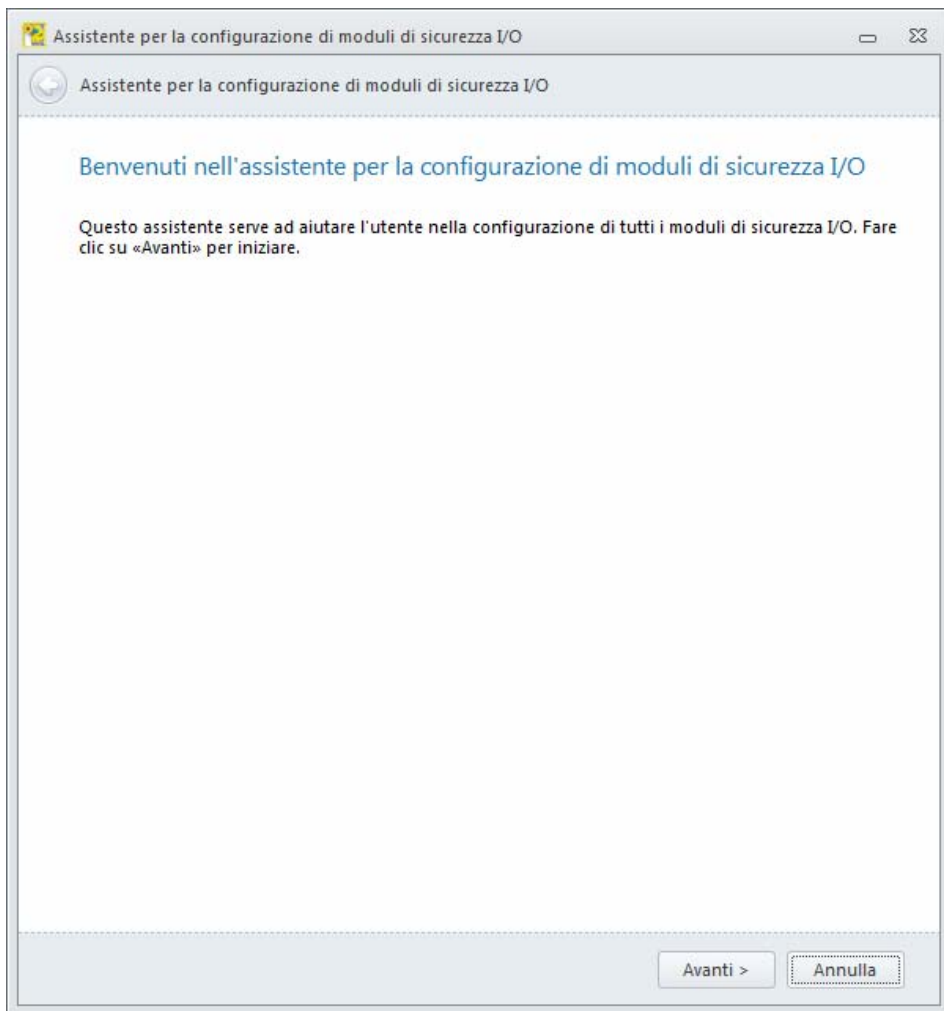 Assistente per la configurazione di moduli di sicurezza I/O
Assistente per la configurazione di moduli di sicurezza I/O
Benvenuti nell'assistente per la configurazione di moduli di sicurezza I/O
Questo assistente serve ad aiutare l'utente nella configurazione di tutti i moduli di sicurezza I/O. Fare
clic su «Avanti» per iniziare.
Avanti >
Annulla